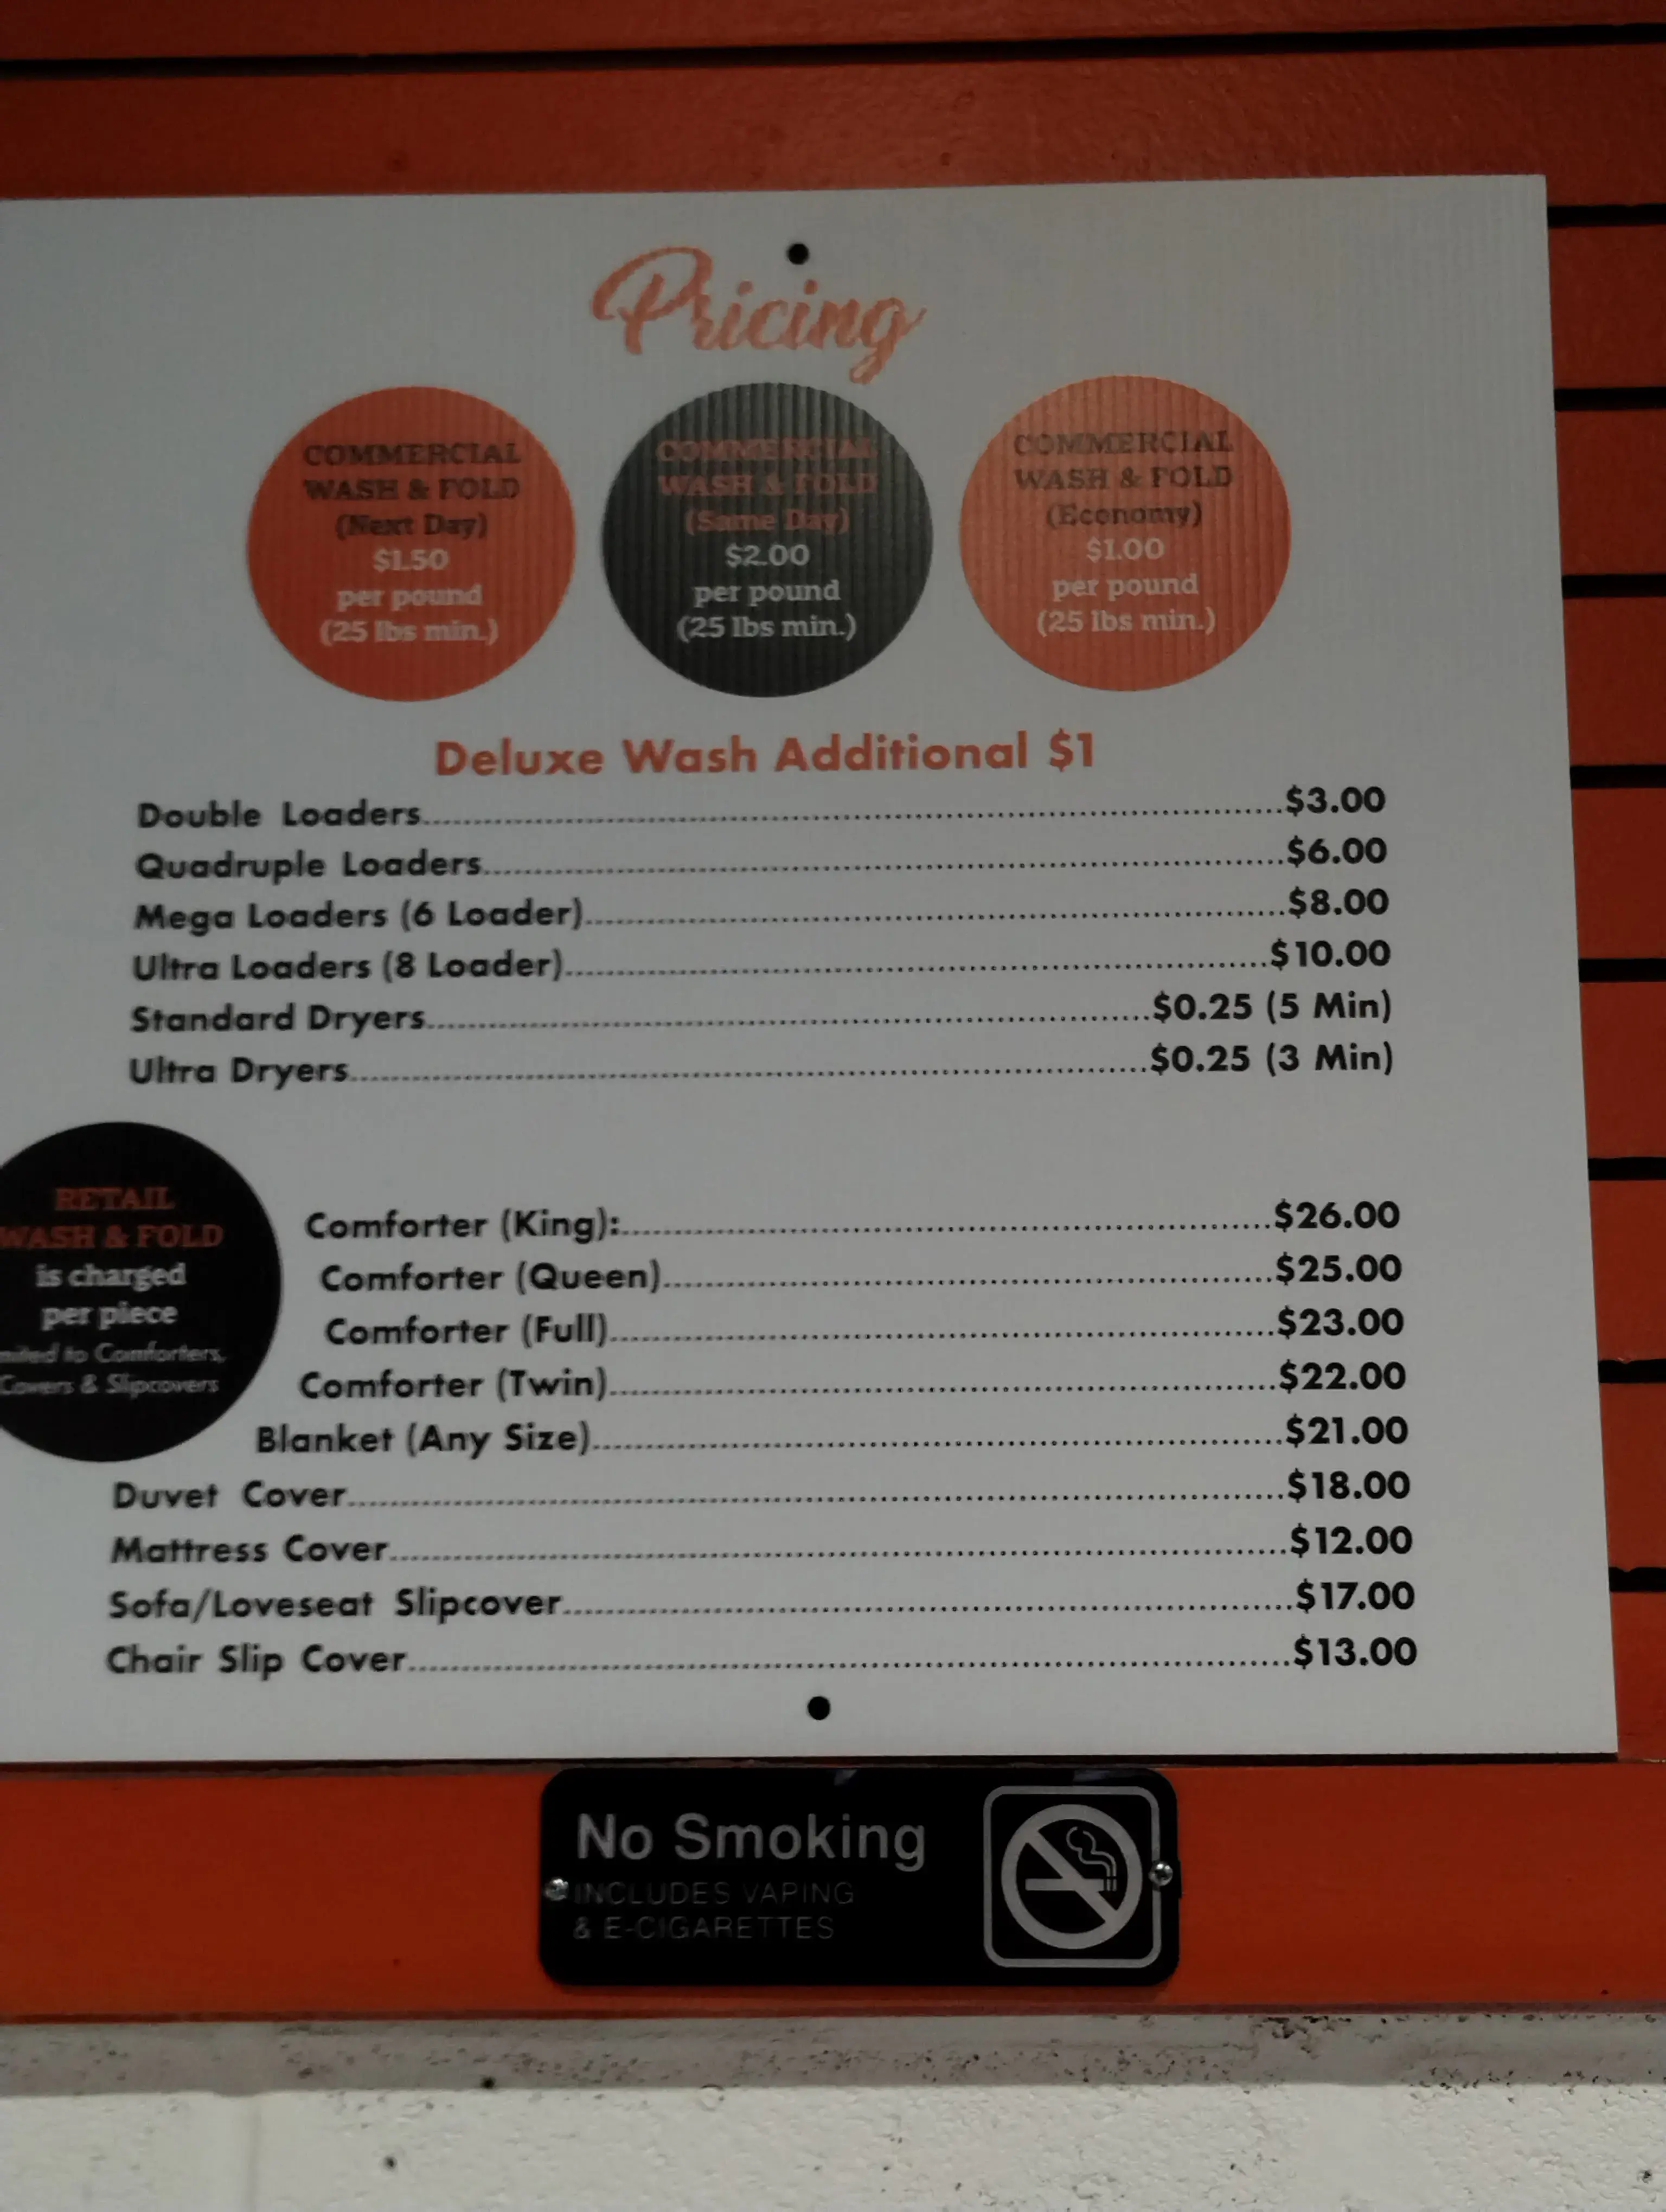 Pricing
COMMERCIAL
WASH & FOLD
(Next Day)
$1.50
per pound
(25 lbs min.)
COMMERCIAL
WASH & FOLD
(Same Day)
$2.00
per pound
(25 lbs min.)
COMMERCIAL
WASH & FOLD
(Economy)
$1.00
per pound
(25 lbs min.)
Deluxe Wash Additional $1
Double Loaders $3.00
Quadruple Loaders $6.00
Mega Loaders (6 Loader) $8.00
Ultra Loaders (8 Loader) $10.00
Standard Dryers $0.25 (5 Min)
Ultra Dryers $0.25 (3 Min)
RETAIL
WASH & FOLD
is charged
per piece
to Comforters,
Covers & Slipcovers
Comforter (King): $26.00
Comforter (Queen) $25.00
Comforter (Full) $23.00
Comforter (Twin) $22.00
Blanket (Any Size) $21.00
Duvet Cover $18.00
Mattress Cover $12.00
Sofa/Loveseat Slipcover $17.00
Chair Slip Cover $13.00
No Smoking
INCLUDES VAPING
& E-CIGARETTES